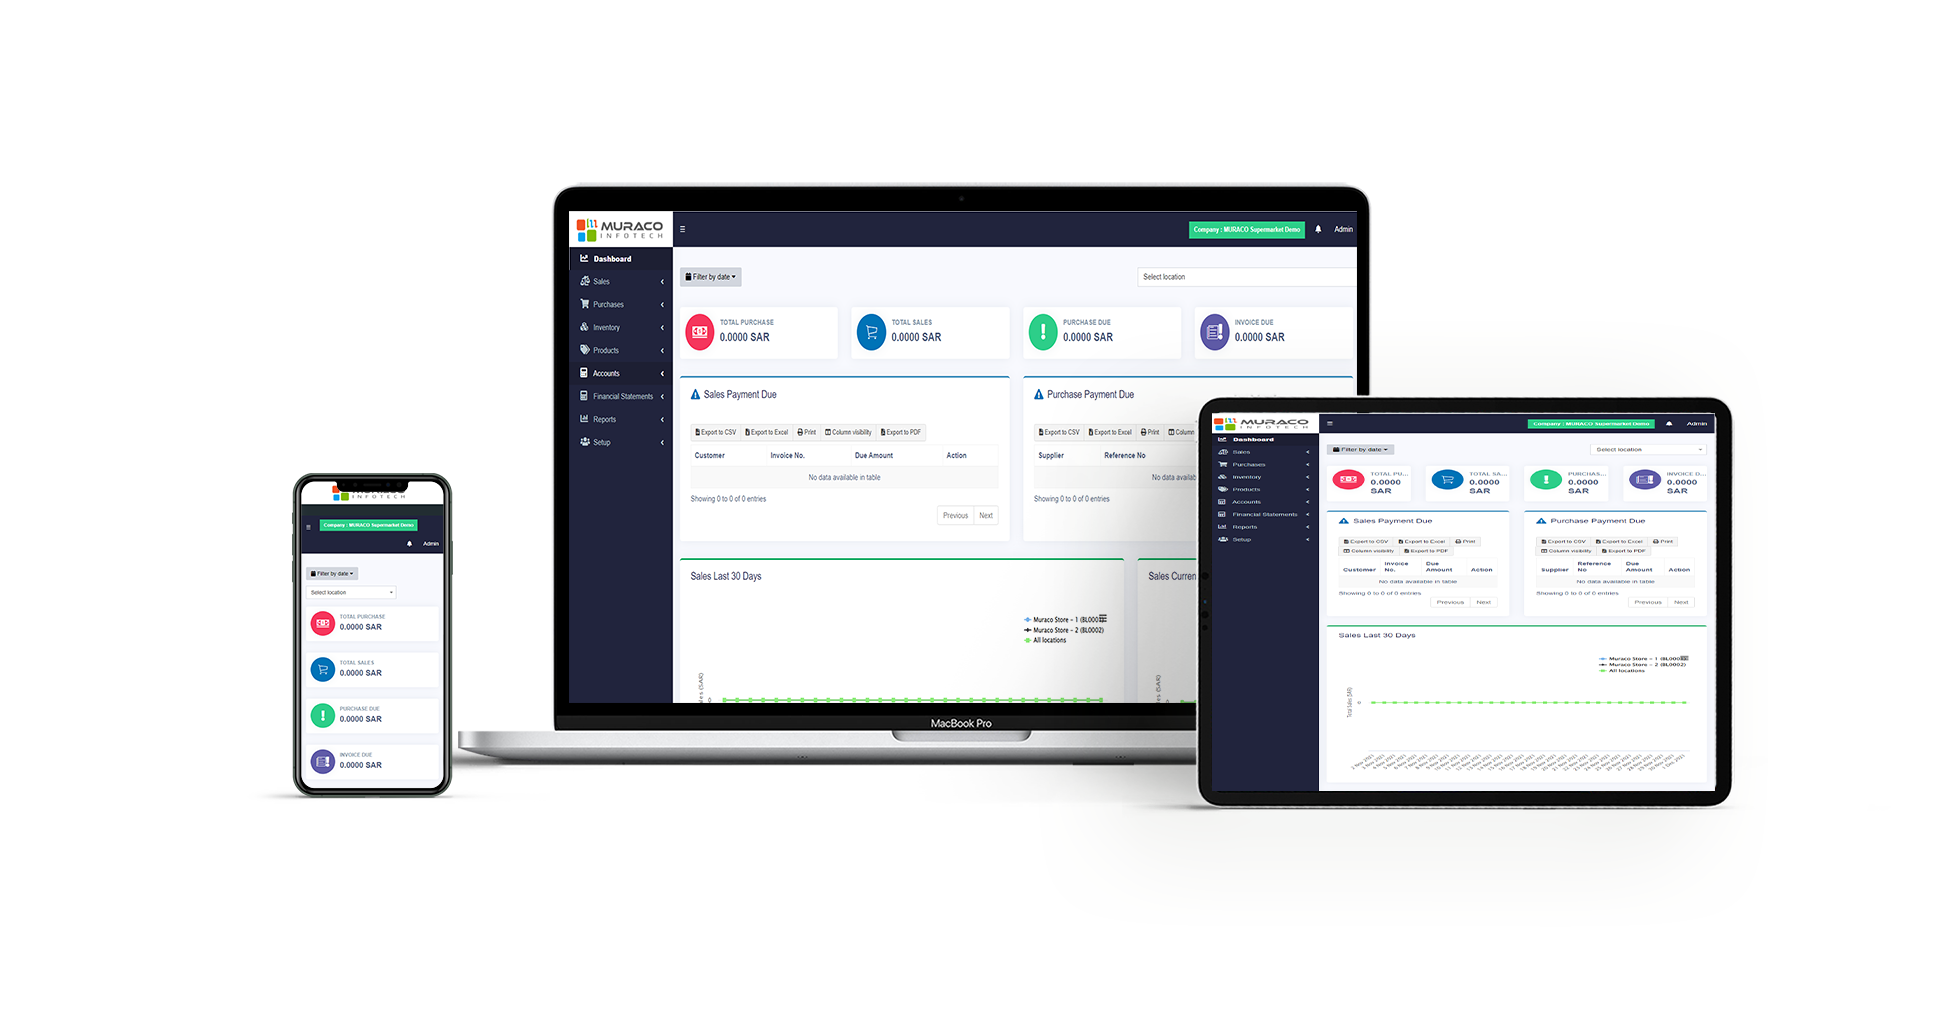 MURACO
INFOTECH
Company : MURACO Supermarket Demo
Admin
Dashboard
Sales
Purchases
Inventory
Products
Accounts
Financial Statements
Reports
Setup
Filter by date
Select location
TOTAL PURCHASE
0.0000 SAR
TOTAL SALES
0.0000 SAR
PURCHASE DUE
0.0000 SAR
INVOICE DUE
0.0000 SAR
Sales Payment Due
Export to CSV Export to Excel Print Column visibility Export to PDF
Customer Invoice No. Due Amount Action
No data available in table
Showing 0 to 0 of 0 entries
Previous Next
Purchase Payment Due
Export to CSV Export to Excel Print Column
Supplier Reference No
No data availab
Showing 0 to 0 of 0 entries
Sales Last 30 Days
Muraco Store - 1 (BL000
Muraco Store - 2 (BL0002)
All locations
Sales Curren
MacBook Pro
INFOTECH
Company : MURACO Supermarket Demo
Admin
Filter by date
Select location
TOTAL PURCHASE
0.0000 SAR
TOTAL SALES
0.0000 SAR
PURCHASE DUE
0.0000 SAR
INVOICE DUE
0.0000 SAR
MURACO
INFOTECH
Company : MURACO Supermarket Demo
Admin
Dashboard
Sales
Purchases
Inventory
Products
Accounts
Financial Statements
Reports
Setup
Filter by date
Select location
TOTAL PU...
0.0000
SAR
TOTAL SA...
0.0000
SAR
PURCHAS...
0.0000
SAR
INVOICE D...
0.0000
SAR
Sales Payment Due
Export to CSV Export to Excel Print
Column visibility Export to PDF
Customer Invoice No. Due Amount Action
No data available in table
Showing 0 to 0 of 0 entries
Previous Next
Purchase Payment Due
Export to CSV Export to Excel Print
Column visibility Export to PDF
Supplier Reference No Due Amount Action
No data available in table
Showing 0 to 0 of 0 entries
Previous Next
Sales Last 30 Days
Muraco Store - 1 (BL000
Muraco Store - 2 (BL0002)
All locations
Total Sales (SAR)
0